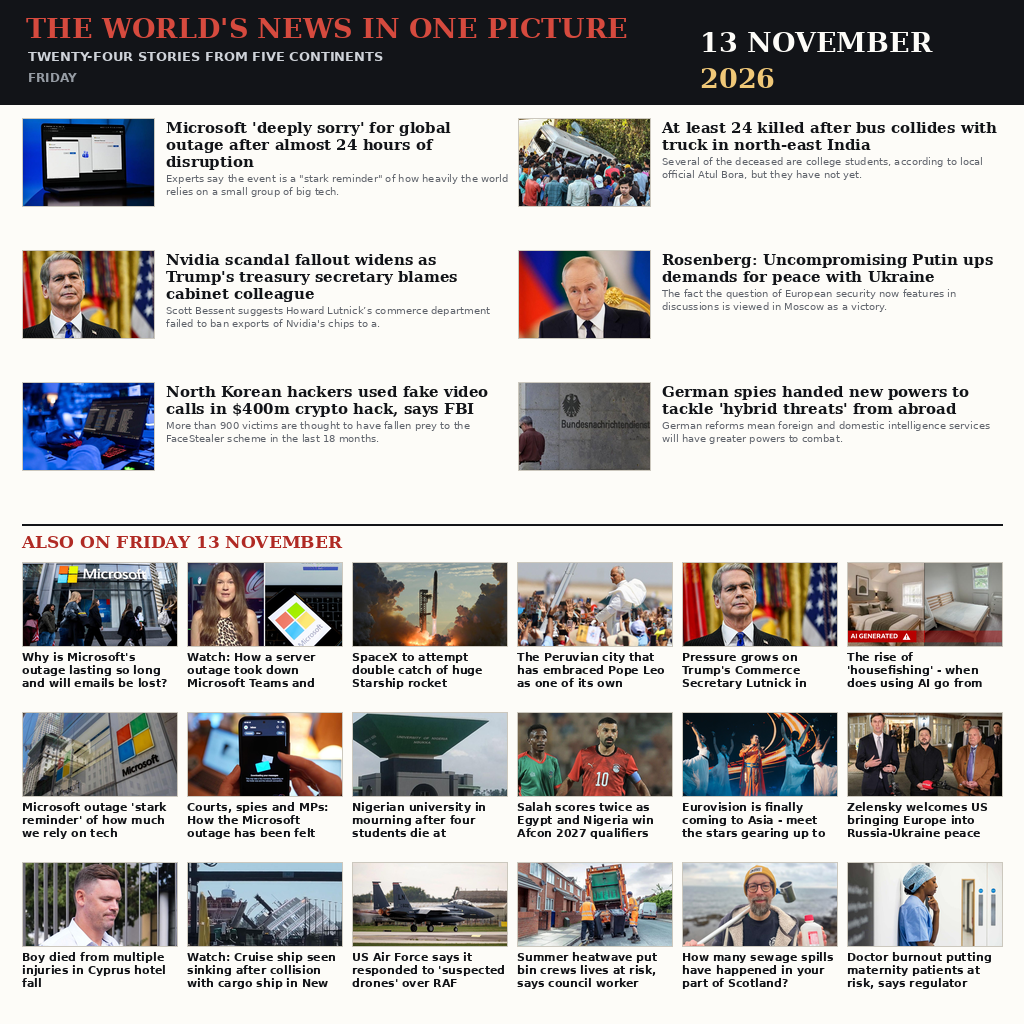 THE WORLD'S NEWS IN ONE PICTURE
TWENTY-FOUR STORIES FROM FIVE CONTINENTS
FRIDAY
13 NOVEMBER
2026
Microsoft 'deeply sorry' for global
outage after almost 24 hours of
disruption
Experts say the event is a "stark reminder" of how heavily the world
relies on a small group of big tech.
At least 24 killed after bus collides with
truck in north-east India
Several of the deceased are college students, according to local
official Atul Bora, but they have not yet.
Nvidia scandal fallout widens as
Trump's treasury secretary blames
cabinet colleague
Scott Bessent suggests Howard Lutnick's commerce department
failed to ban exports of Nvidia's chips to a.
Rosenberg: Uncompromising Putin ups
demands for peace with Ukraine
The fact the question of European security now features in
discussions is viewed in Moscow as a victory.
North Korean hackers used fake video
calls in $400m crypto hack, says FBI
More than 900 victims are thought to have fallen prey to the
FaceStealer scheme in the last 18 months.
Bundesnachrichtendienst
German spies handed new powers to
tackle 'hybrid threats' from abroad
German reforms mean foreign and domestic intelligence services
will have greater powers to combat.
ALSO ON FRIDAY 13 NOVEMBER
Microsoft
Why is Microsoft's
outage lasting so long
and will emails be lost?
Microsoft
Watch: How a server
outage took down
Microsoft Teams and
SpaceX to attempt
double catch of huge
Starship rocket
The Peruvian city that
has embraced Pope Leo
as one of its own
Pressure grows on
Trump's Commerce
Secretary Lutnick in
AI GENERATED
The rise of
'housefishing' - when
does using AI go from
Microsoft
Microsoft outage 'stark
reminder' of how much
we rely on tech
Courts, spies and MPs:
How the Microsoft
outage has been felt
Nigerian university in
mourning after four
students die at
10
Salah scores twice as
Egypt and Nigeria win
Afcon 2027 qualifiers
Eurovision is finally
coming to Asia - meet
the stars gearing up to
Zelensky welcomes US
bringing Europe into
Russia-Ukraine peace
Boy died from multiple
injuries in Cyprus hotel
fall
Watch: Cruise ship seen
sinking after collision
with cargo ship in New
LN
US Air Force says it
responded to 'suspected
drones' over RAF
Summer heatwave put
bin crews lives at risk,
says council worker
How many sewage spills
have happened in your
part of Scotland?
Doctor burnout putting
maternity patients at
risk, says regulator